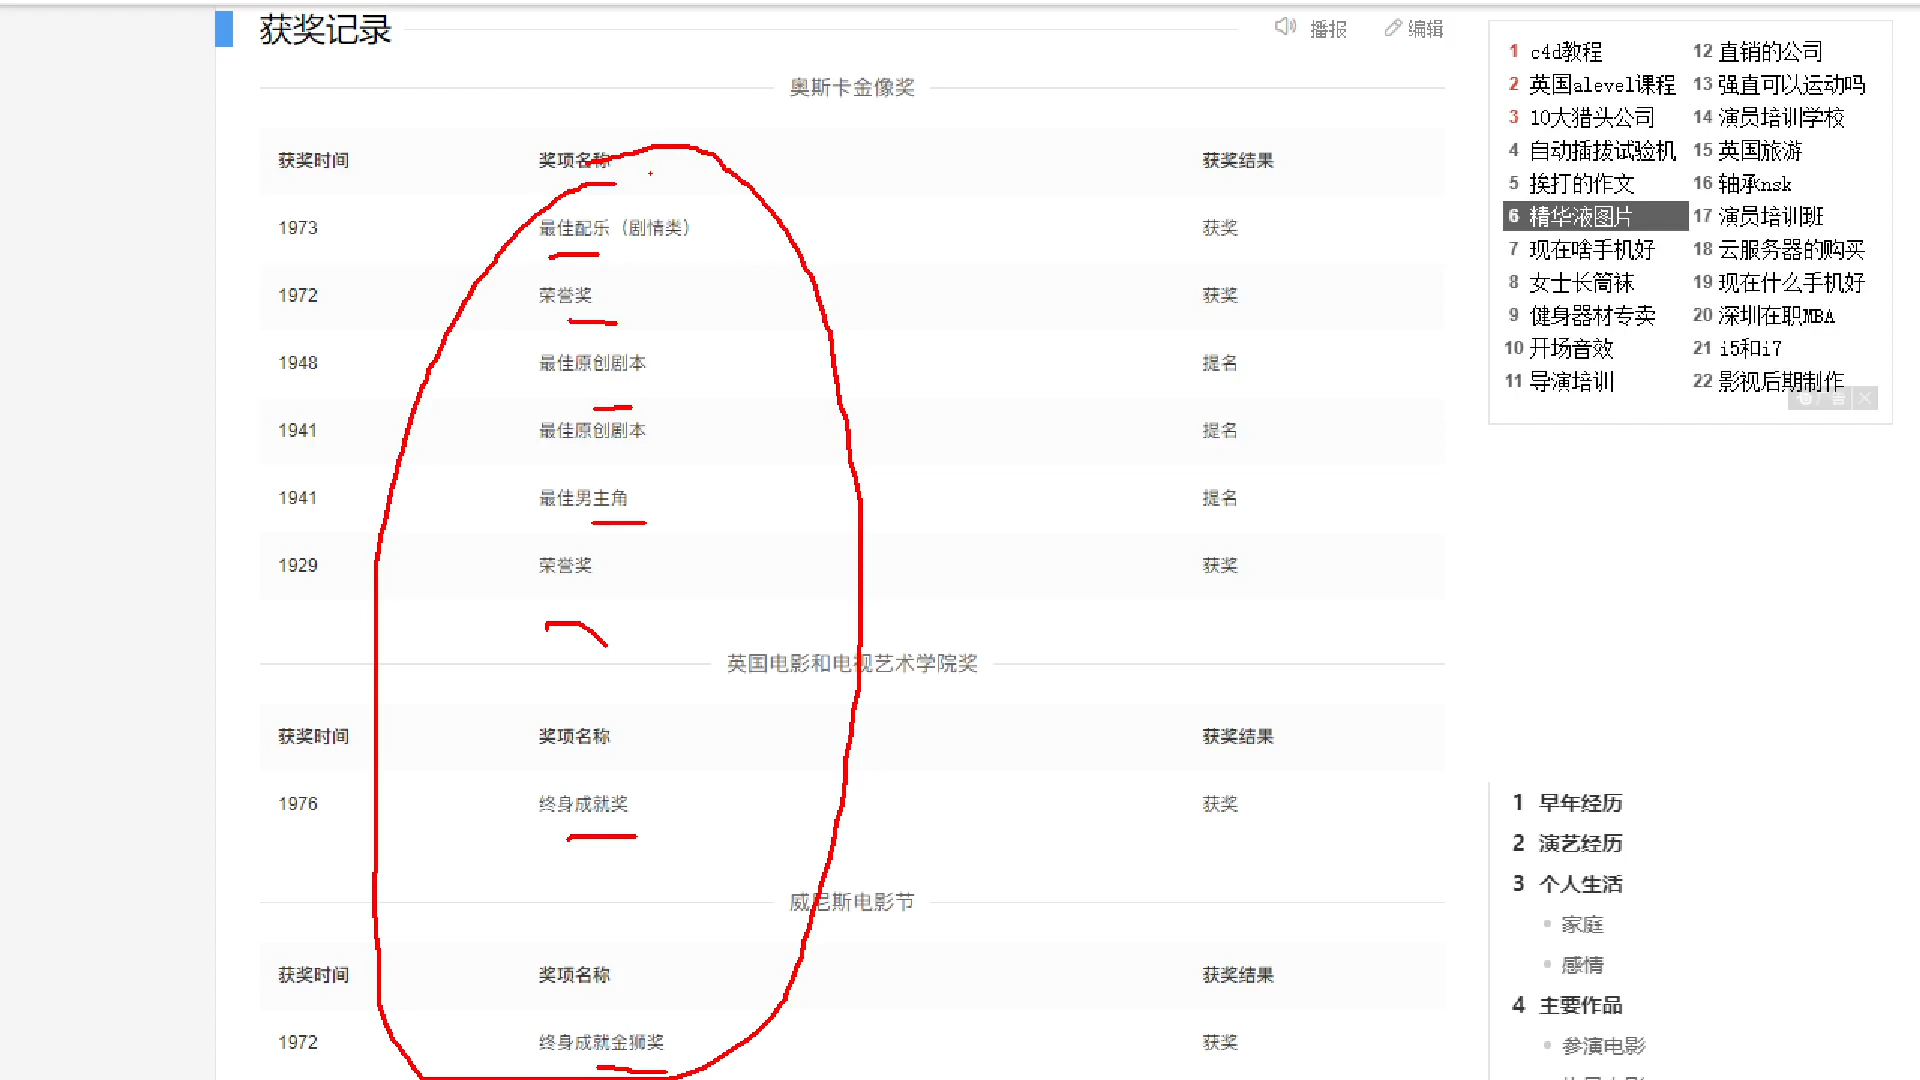 获奖记录
播报
编辑
奥斯卡金像奖
获奖时间 奖项名称 获奖结果
1973 最佳配乐（剧情类） 获奖
1972 荣誉奖 获奖
1948 最佳原创剧本 提名
1941 最佳原创剧本 提名
1941 最佳男主角 提名
1929 荣誉奖 获奖
英国电影和电视艺术学院奖
获奖时间 奖项名称 获奖结果
1976 终身成就奖 获奖
威尼斯电影节
获奖时间 奖项名称 获奖结果
1972 终身成就金狮奖 获奖
1 c4d教程
2 英国alevel课程
3 10大猎头公司
4 自动插拔试验机
5 挨打的作文
6 精华液图片
7 现在啥手机好
8 女士长筒袜
9 健身器材专卖
10 开场音效
11 导演培训
12 直销的公司
13 强直可以运动吗
14 演员培训学校
15 英国旅游
16 轴承nsk
17 演员培训班
18 云服务器的购买
19 现在什么手机好
20 深圳在职MBA
21 i5和i7
22 影视后期制作
1 早年经历
2 演艺经历
3 个人生活
家庭
感情
4 主要作品
参演电影